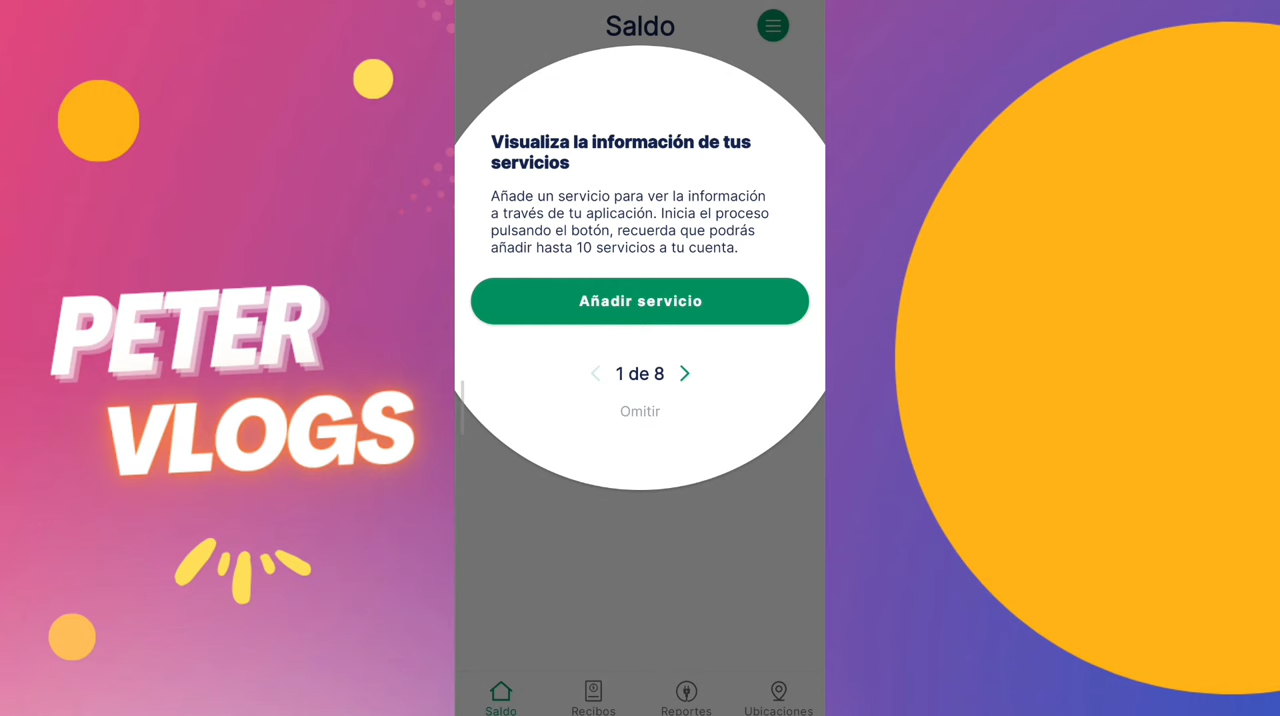 PETER
VLOGS
Saldo
Visualiza la información de tus
servicios
Añade un servicio para ver la información
a través de tu aplicación. Inicia el proceso
pulsando el botón, recuerda que podrás
añadir hasta 10 servicios a tu cuenta.
Añadir servicio
1 de 8
Omitir
Saldo Recibos Reportes Ubicaciones